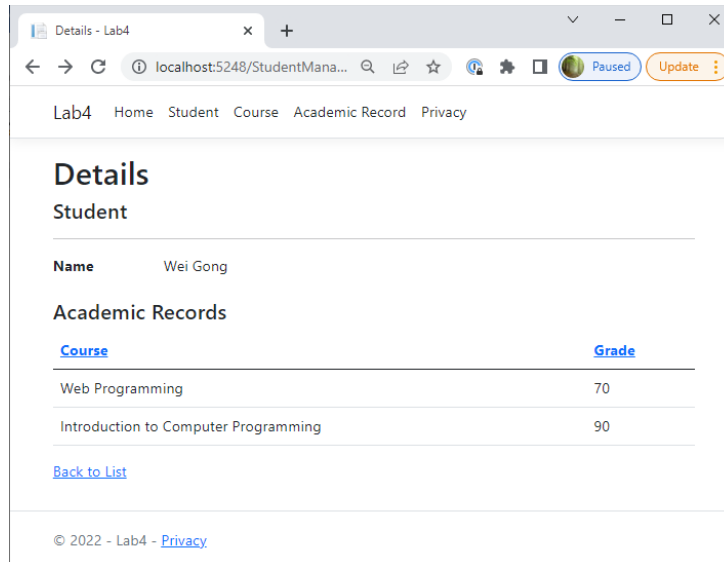 Details - Lab4
localhost:5248/StudentMana...
Paused
Update
Lab4 Home Student Course Academic Record Privacy
Details
Student
Name Wei Gong
Academic Records
Course Grade
Web Programming 70
Introduction to Computer Programming 90
Back to List
© 2022 - Lab4 - Privacy